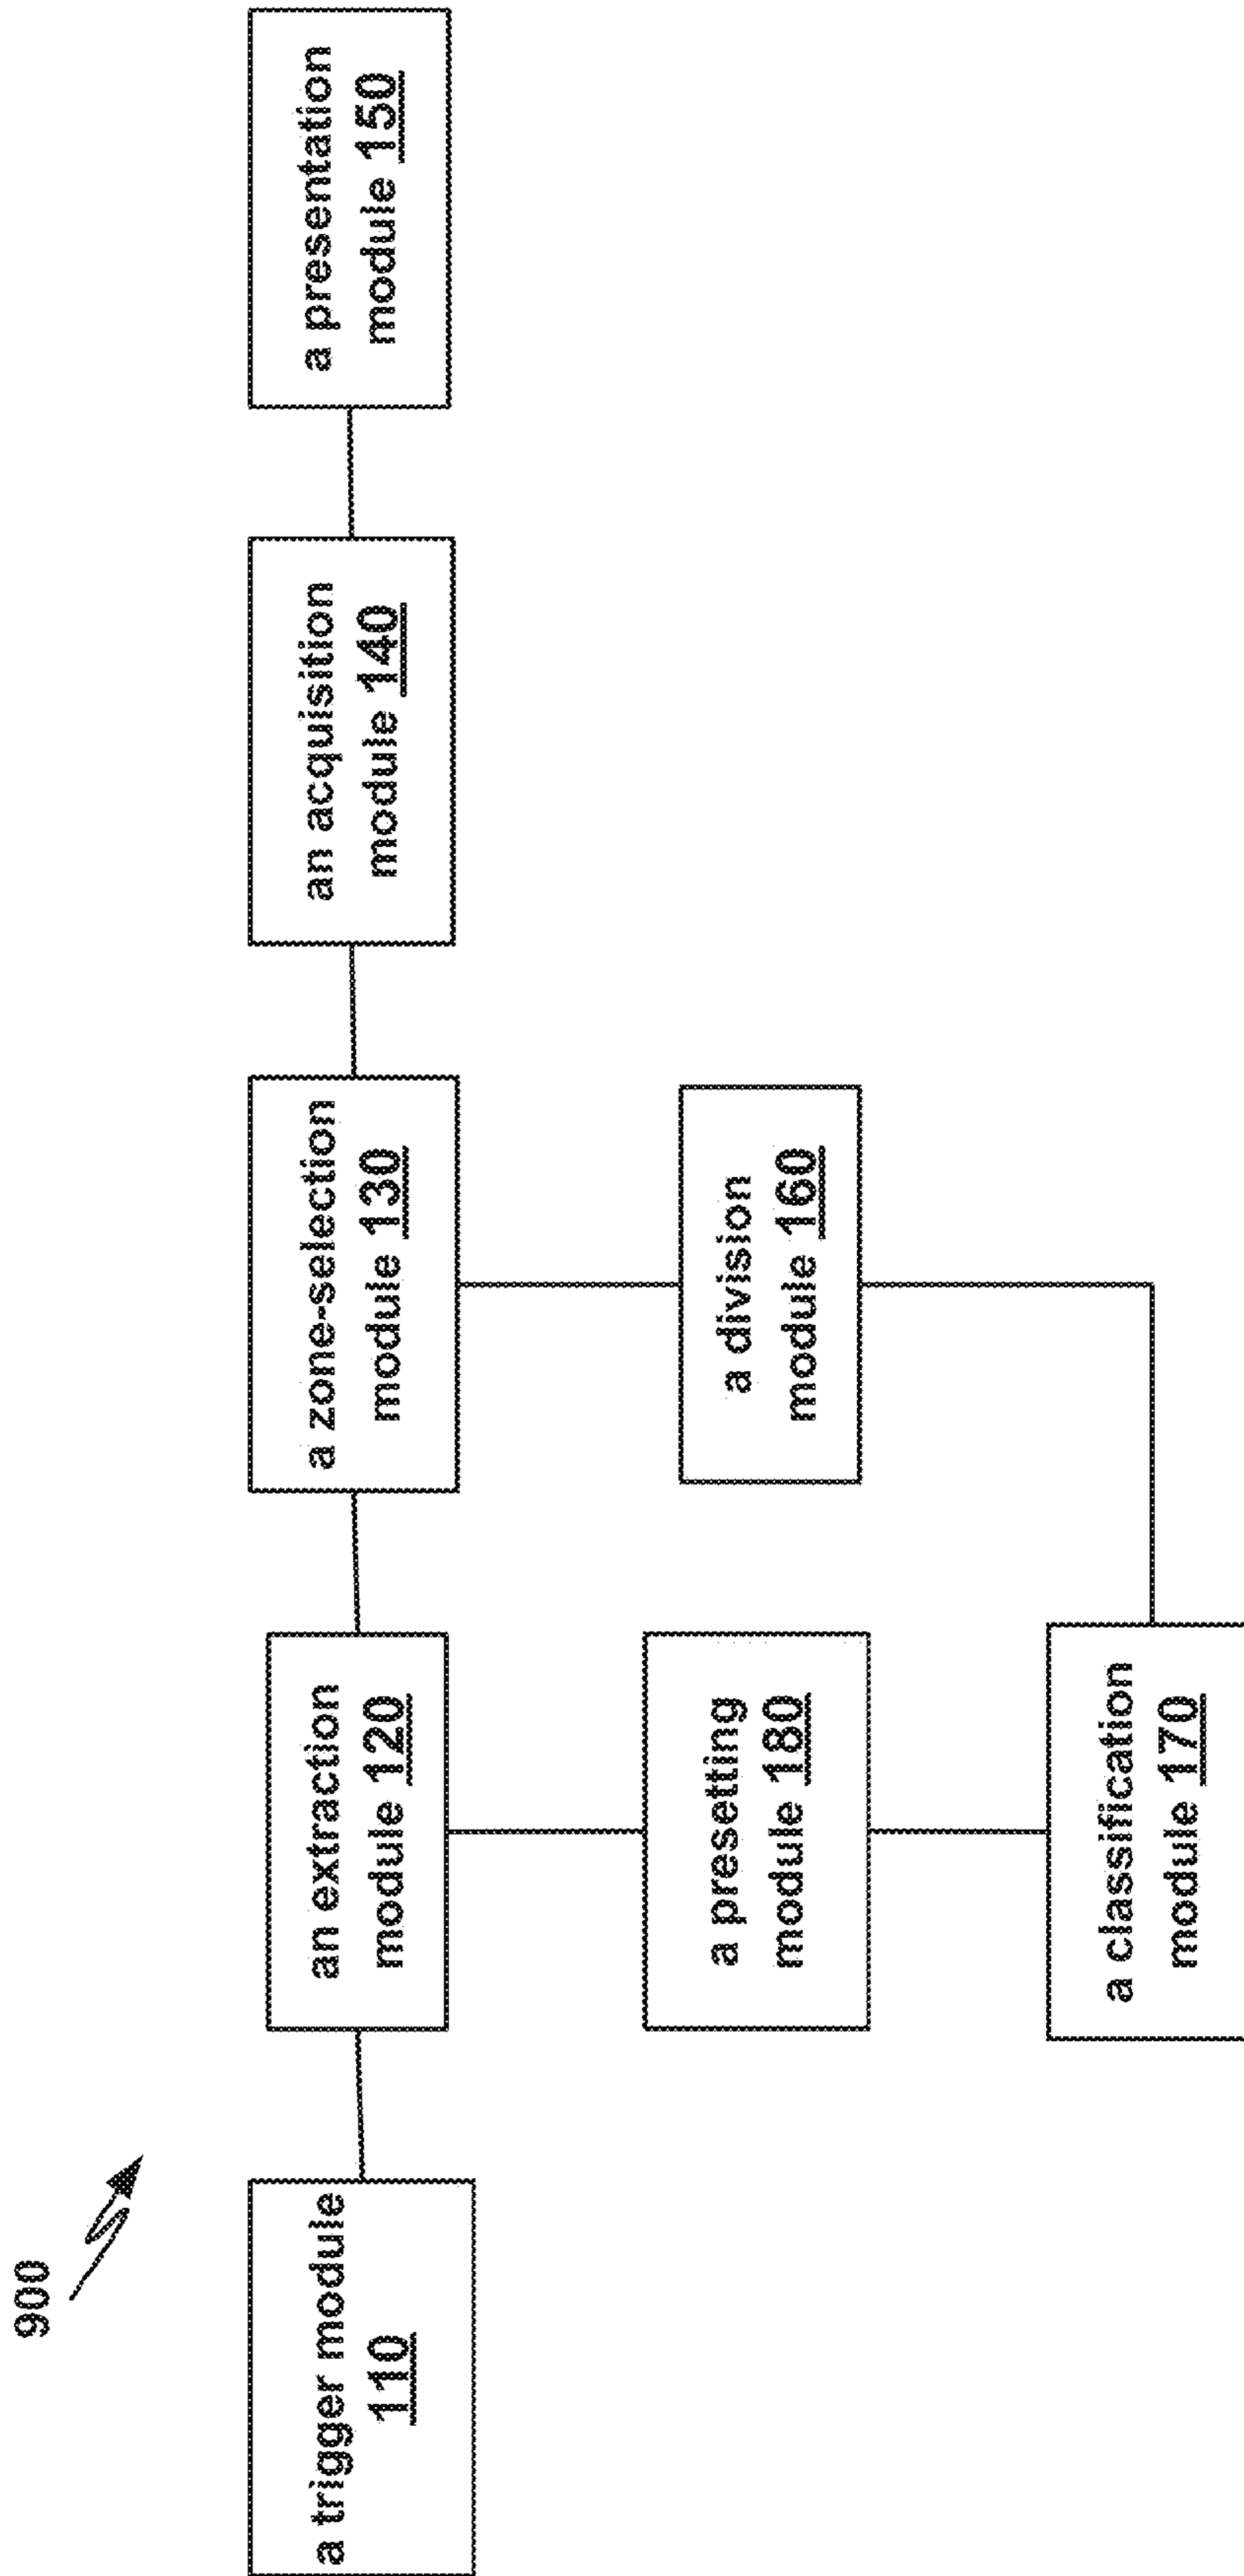 900
a trigger module
110
an extraction
module 120
a zone-selection
module 130
an acquisition
module 140
a presentation
module 150
a presetting
module 180
a division
module 160
a classification
module 170